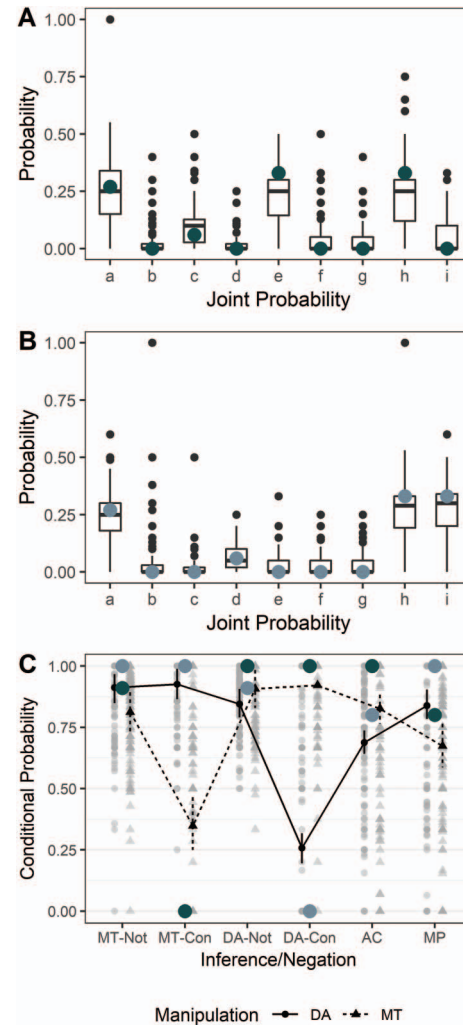 A
1.00
0.75
0.50
0.25
0.00
Probability
a b c d e f g h i
Joint Probability
B
1.00
0.75
0.50
0.25
0.00
Probability
a b c d e f g h i
Joint Probability
C
1.00
0.75
0.50
0.25
0.00
Conditional Probability
MT-Not MT-Con DA-Not DA-Con AC MP
Inference/Negation
Manipulation DA MT